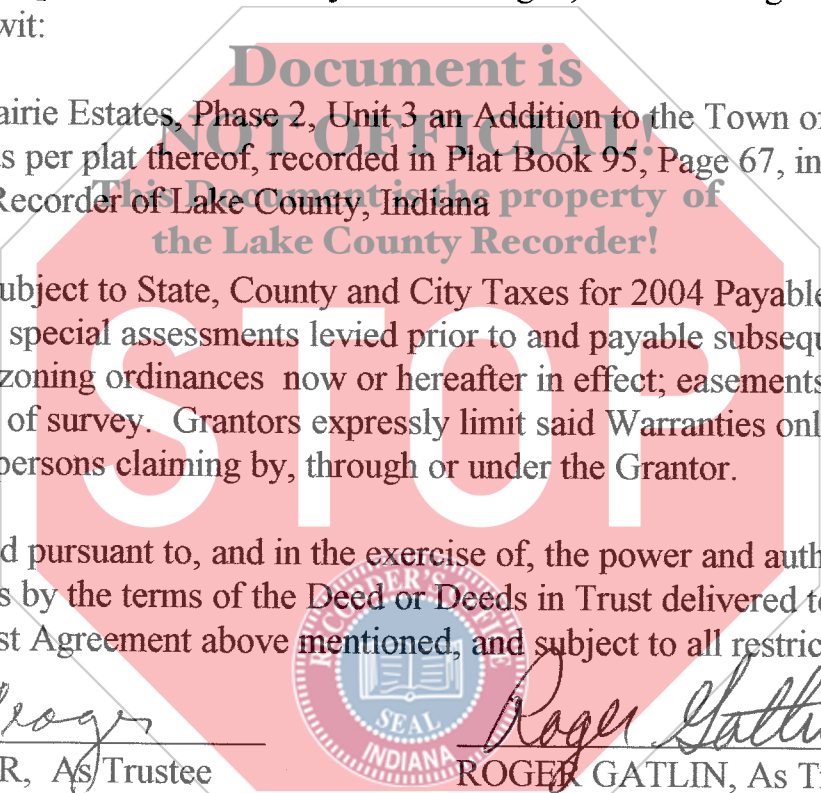 wit:
Document is
airie Estates, Phase 2, Unit 3 an Addition to the Town of
NOT OFFICIAL!
s per plat thereof, recorded in Plat Book 95, Page 67, in
This Document is the property of
Recorder of Lake County, Indiana
the Lake County Recorder!
ubject to State, County and City Taxes for 2004 Payable
special assessments levied prior to and payable subsequ
zoning ordinances now or hereafter in effect; easements
of survey. Grantors expressly limit said Warranties onl
persons claiming by, through or under the Grantor.
STOP
d pursuant to, and in the exercise of, the power and auth
s by the terms of the Deed or Deeds in Trust delivered to
st Agreement above mentioned, and subject to all restric
RECORDER'S OFFICE
SEAL
INDIANA
Roger Gatlin
R, As Trustee
ROGER GATLIN, As T